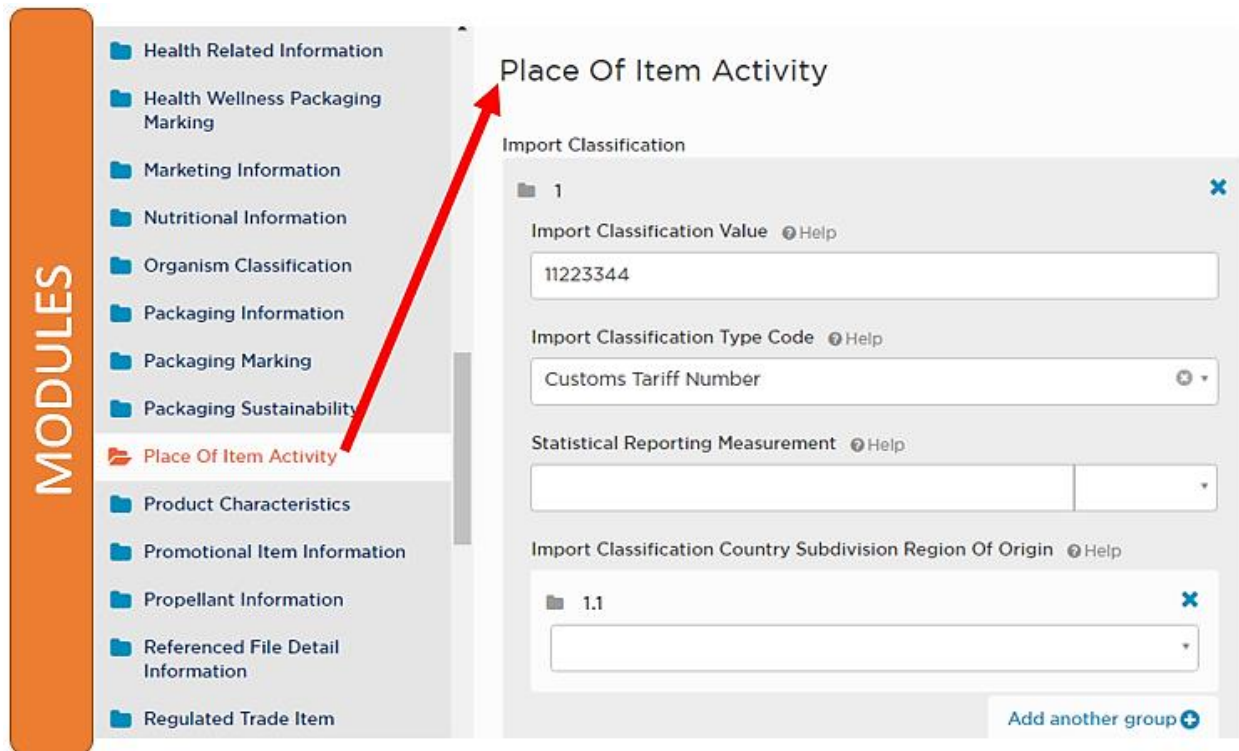 MODULES
Health Related Information
Health Wellness Packaging
Marking
Marketing Information
Nutritional Information
Organism Classification
Packaging Information
Packaging Marking
Packaging Sustainability
Place Of Item Activity
Product Characteristics
Promotional Item Information
Propellant Information
Referenced File Detail
Information
Regulated Trade Item
Place Of Item Activity
Import Classification
1
Import Classification Value Help
11223344
Import Classification Type Code Help
Customs Tariff Number
Statistical Reporting Measurement Help
Import Classification Country Subdivision Region Of Origin Help
1.1
Add another group